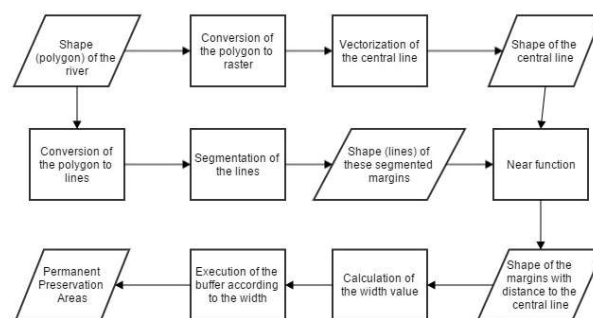 Shape
(polygon) of the
river
Conversion of
the polygon to
raster
Vectorization of
the central line
Shape of the
central line
Conversion of
the polygon to
lines
Segmentation of
the lines
Shape (lines) of
these segmented
margins
Near function
Permanent
Preservation
Areas
Execution of the
buffer according
to the width
Calculation of
the width value
Shape of the
margins with
distance to the
central line